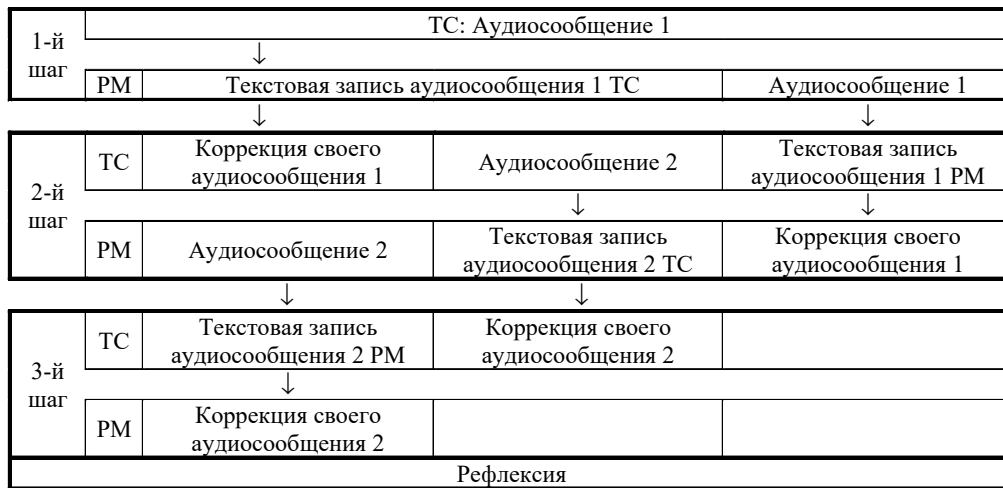 ТС: Аудиосообщение 1
1-й
шаг
↓
РМ
Текстовая запись аудиосообщения 1 ТС
Аудиосообщение 1
↓
↓
2-й
шаг
ТС
Коррекция своего
аудиосообщения 1
Аудиосообщение 2
Текстовая запись
аудиосообщения 1 РМ
↓
↓
РМ
Аудиосообщение 2
Текстовая запись
аудиосообщения 2 ТС
Коррекция своего
аудиосообщения 1
↓
↓
3-й
шаг
ТС
Текстовая запись
аудиосообщения 2 РМ
Коррекция своего
аудиосообщения 2
↓
РМ
Коррекция своего
аудиосообщения 2
Рефлексия